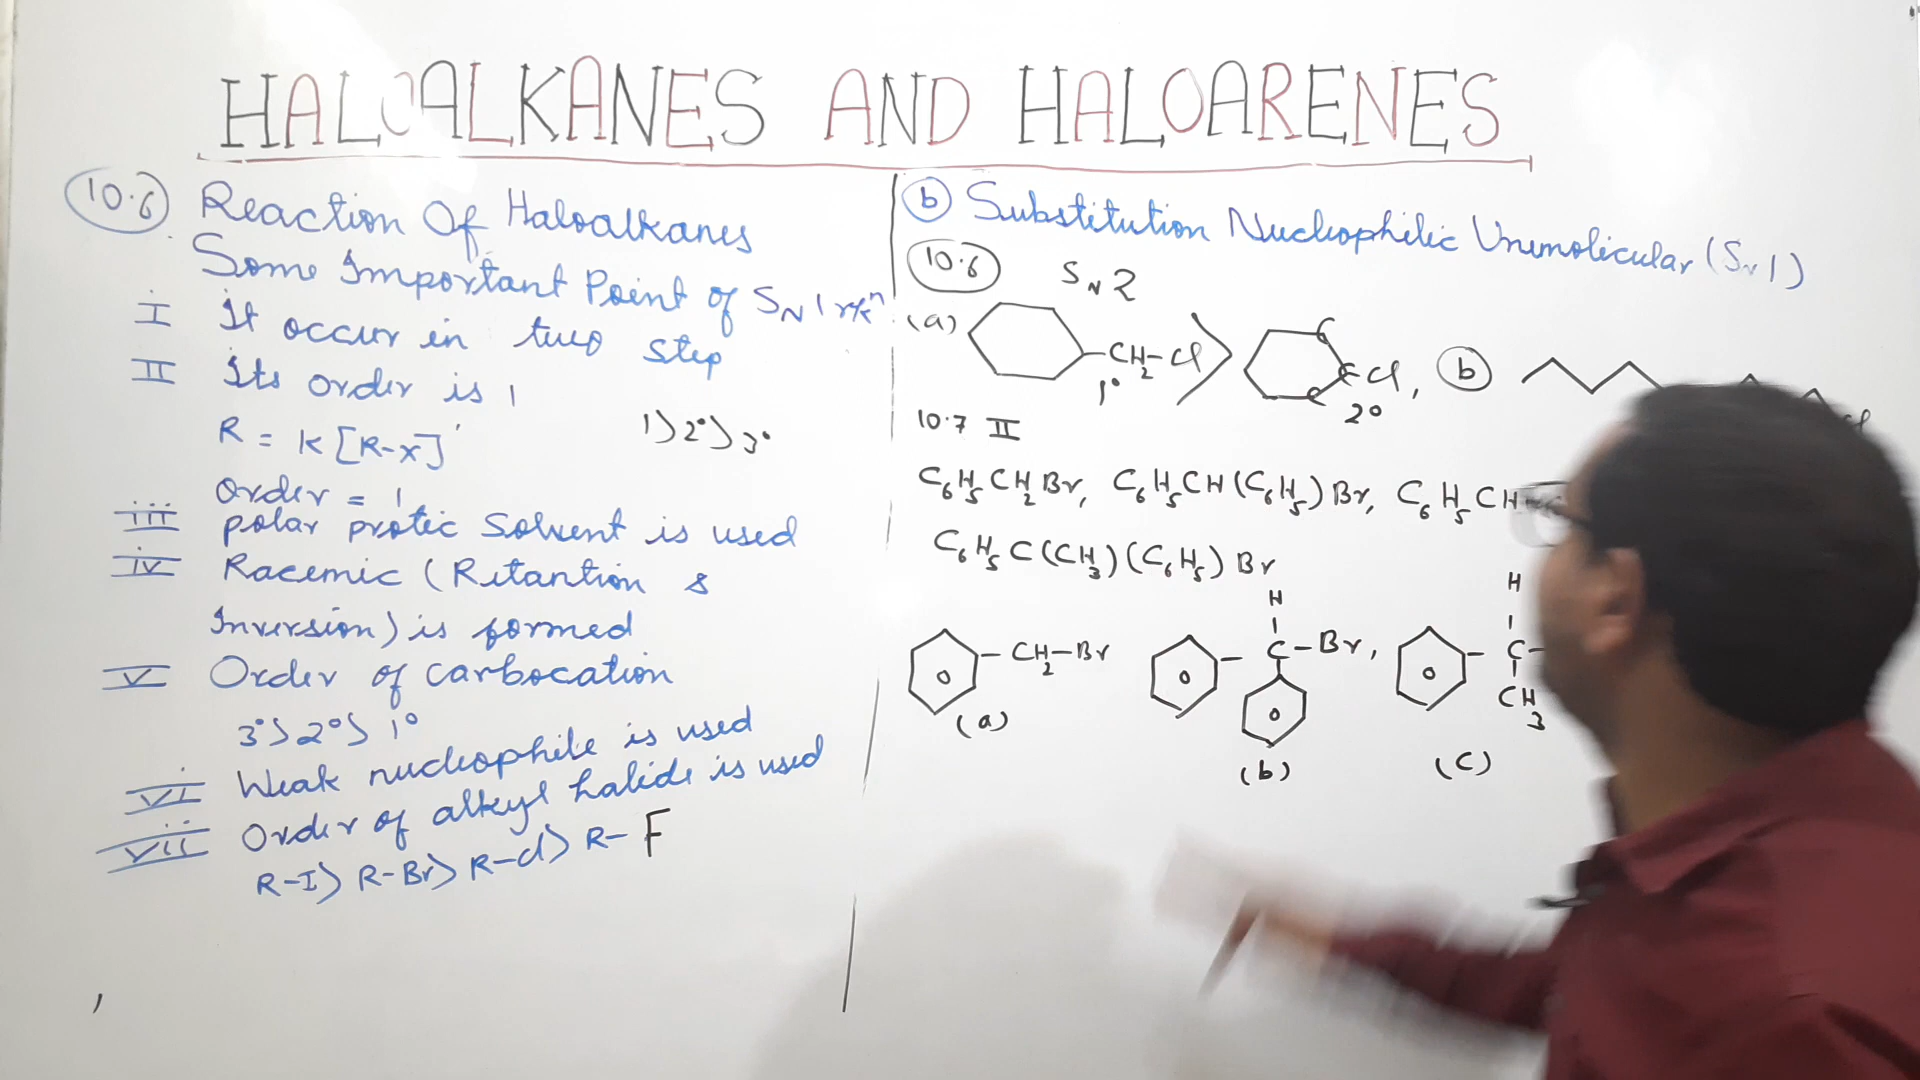 HALOALKANES AND HALOARENES
10.6 Reaction Of Haloalkanes
Some Important Point of SN1 rxn
I It occur in two step
II Its order is 1
R = K[R-X]'
1>2°>3°
Order = 1
iii polar protic Solvent is used
iv Racemic (Retantion &
Inversion) is formed
V Order of carbocation
3°>2°>1°
vi Weak nucleophile is used
vii Order of alkyl halide is used
R-I> R-Br> R-Cl> R-F
b Substitution Nucleophilic Unimolecular (SN1)
10.6 SN2
(a) CH2-Cl > Cl, b
1° 2°
10.7 II
C6H5CH2Br, C6H5CH(C6H5)Br, C6H5CH
C6H5C(CH3)(C6H5)Br
H H
CH2-Br C-Br, C-
CH3
(a) (b) (c)